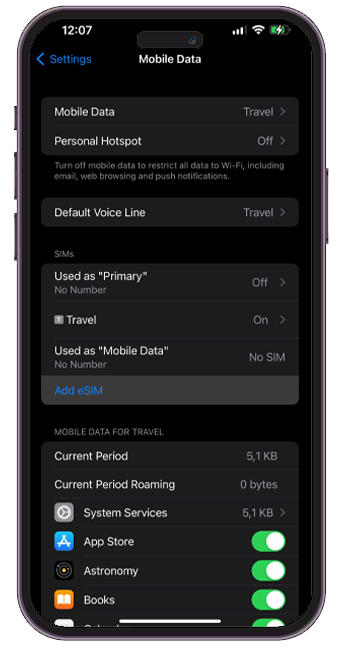 12:07
Settings
Mobile Data
Mobile Data Travel
Personal Hotspot Off
Turn off mobile data to restrict all data to Wi-Fi, including
email, web browsing and push notifications.
Default Voice Line Travel
SIMs
Used as "Primary" Off
No Number
T Travel On
Used as "Mobile Data" No SIM
No Number
Add eSIM
MOBILE DATA FOR TRAVEL
Current Period 5,1 KB
Current Period Roaming 0 bytes
System Services 5,1 KB
App Store
Astronomy
Books